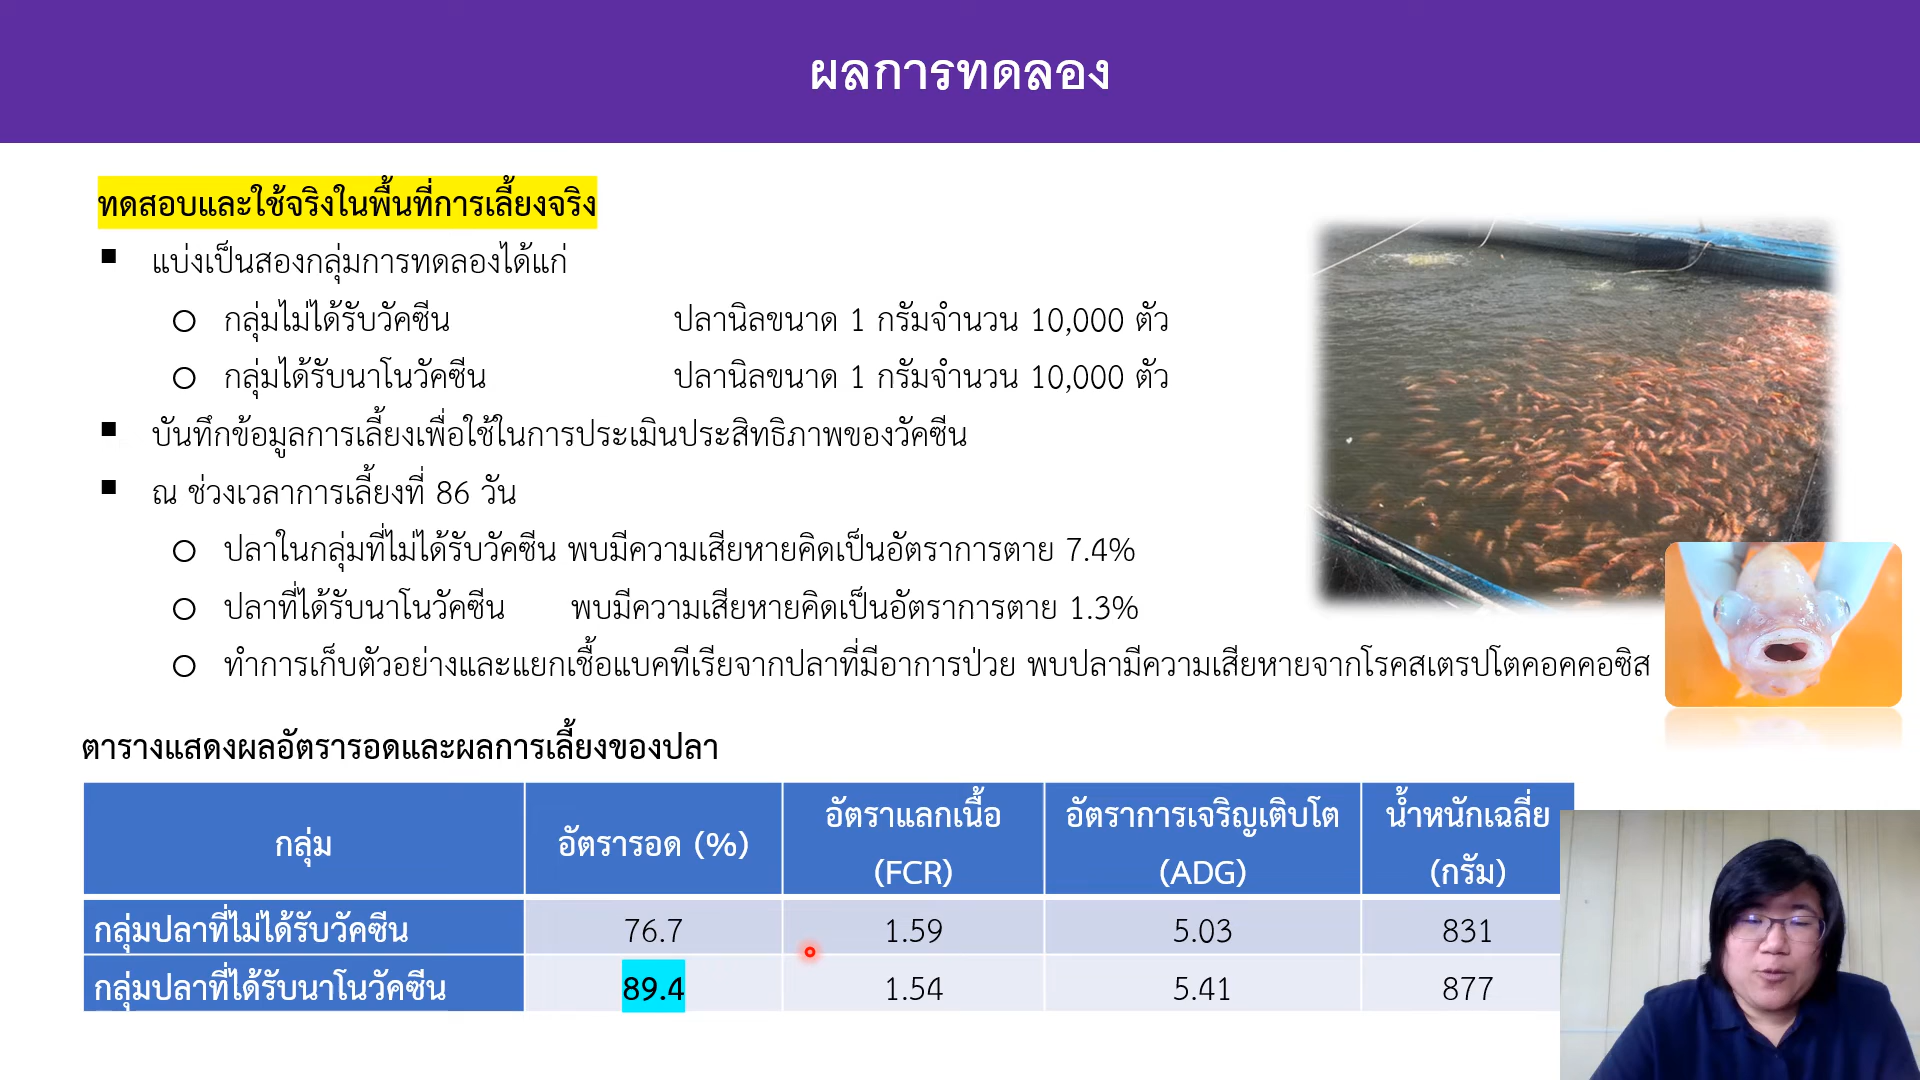 ผลการทดลอง
ทดสอบและใช้จริงในพื้นที่การเลี้ยงจริง
แบ่งเป็นสองกลุ่มการทดลองได้แก่
กลุ่มไม่ได้รับวัคซีน ปลานิลขนาด 1 กรัมจำนวน 10,000 ตัว
กลุ่มได้รับนาโนวัคซีน ปลานิลขนาด 1 กรัมจำนวน 10,000 ตัว
บันทึกข้อมูลการเลี้ยงเพื่อใช้ในการประเมินประสิทธิภาพของวัคซีน
ณ ช่วงเวลาการเลี้ยงที่ 86 วัน
ปลาในกลุ่มที่ไม่ได้รับวัคซีน พบมีความเสียหายคิดเป็นอัตราการตาย 7.4%
ปลาที่ได้รับนาโนวัคซีน พบมีความเสียหายคิดเป็นอัตราการตาย 1.3%
ทำการเก็บตัวอย่างและแยกเชื้อแบคทีเรียจากปลาที่มีอาการป่วย พบปลามีความเสียหายจากโรคสเตรปโตคอคคอซิส
ตารางแสดงผลอัตรารอดและผลการเลี้ยงของปลา
กลุ่ม อัตรารอด (%) อัตราแลกเนื้อ (FCR) อัตราการเจริญเติบโต (ADG) น้ำหนักเฉลี่ย (กรัม)
กลุ่มปลาที่ไม่ได้รับวัคซีน 76.7 1.59 5.03 831
กลุ่มปลาที่ได้รับนาโนวัคซีน 89.4 1.54 5.41 877